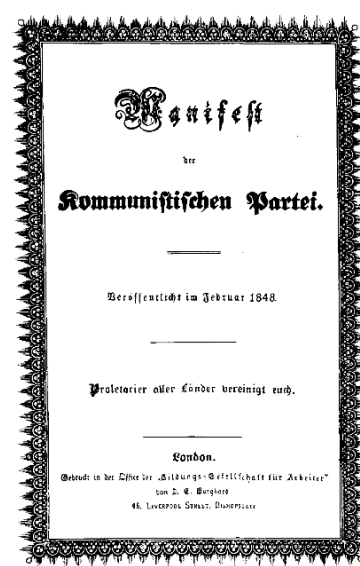 Manifest
der
Kommunistischen Partei.
Veröffentlicht im Februar 1848.
Proletarier aller Länder vereinigt euch.
London.
Gedruckt in der Office der „Bildungs-Gesellschaft für Arbeiter“
von J. E. Burghard.
46, LIVERPOOL STREET, BISHOPSGATE